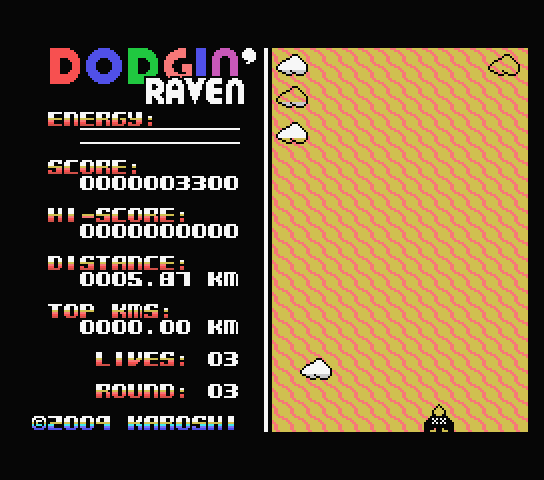 DODGIN'
RAVEN
ENERGY:
SCORE:
0000003300
HI-SCORE:
0000000000
DISTANCE:
0005.87 KM
TOP KMS:
0000.00 KM
LIVES: 03
ROUND: 03
©2009 KAROSHI